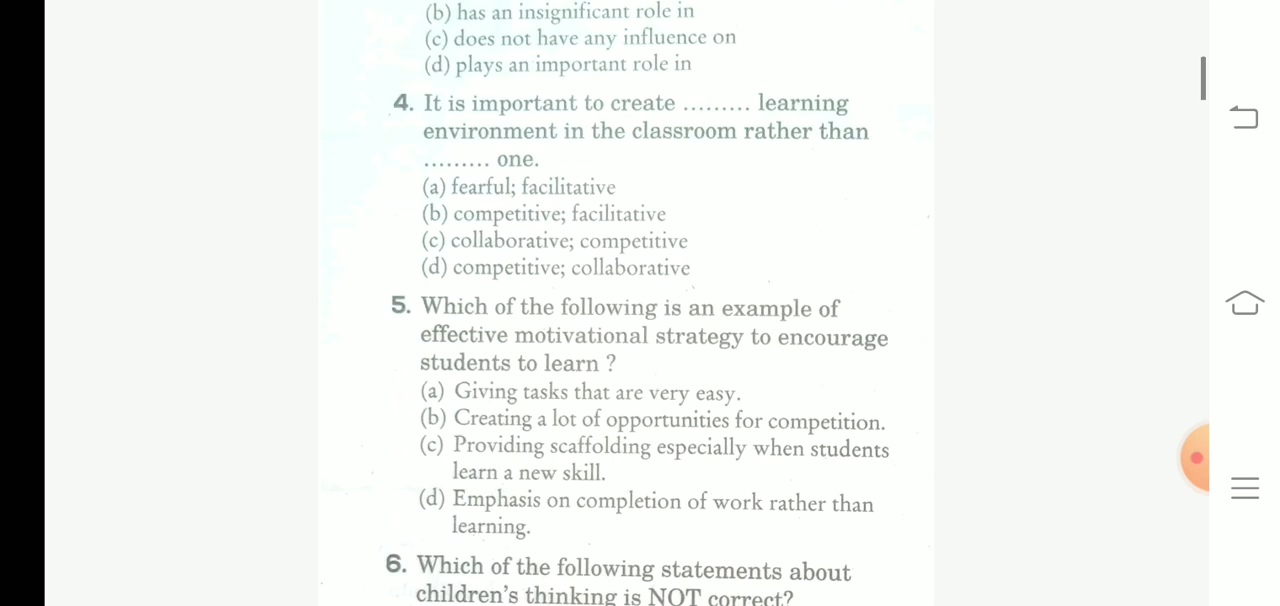 (b) has an insignificant role in
(c) does not have any influence on
(d) plays an important role in
4. It is important to create ......... learning
environment in the classroom rather than
......... one.
(a) fearful; facilitative
(b) competitive; facilitative
(c) collaborative; competitive
(d) competitive; collaborative
5. Which of the following is an example of
effective motivational strategy to encourage
students to learn ?
(a) Giving tasks that are very easy.
(b) Creating a lot of opportunities for competition.
(c) Providing scaffolding especially when students
learn a new skill.
(d) Emphasis on completion of work rather than
learning.
6. Which of the following statements about
children's thinking is NOT correct?